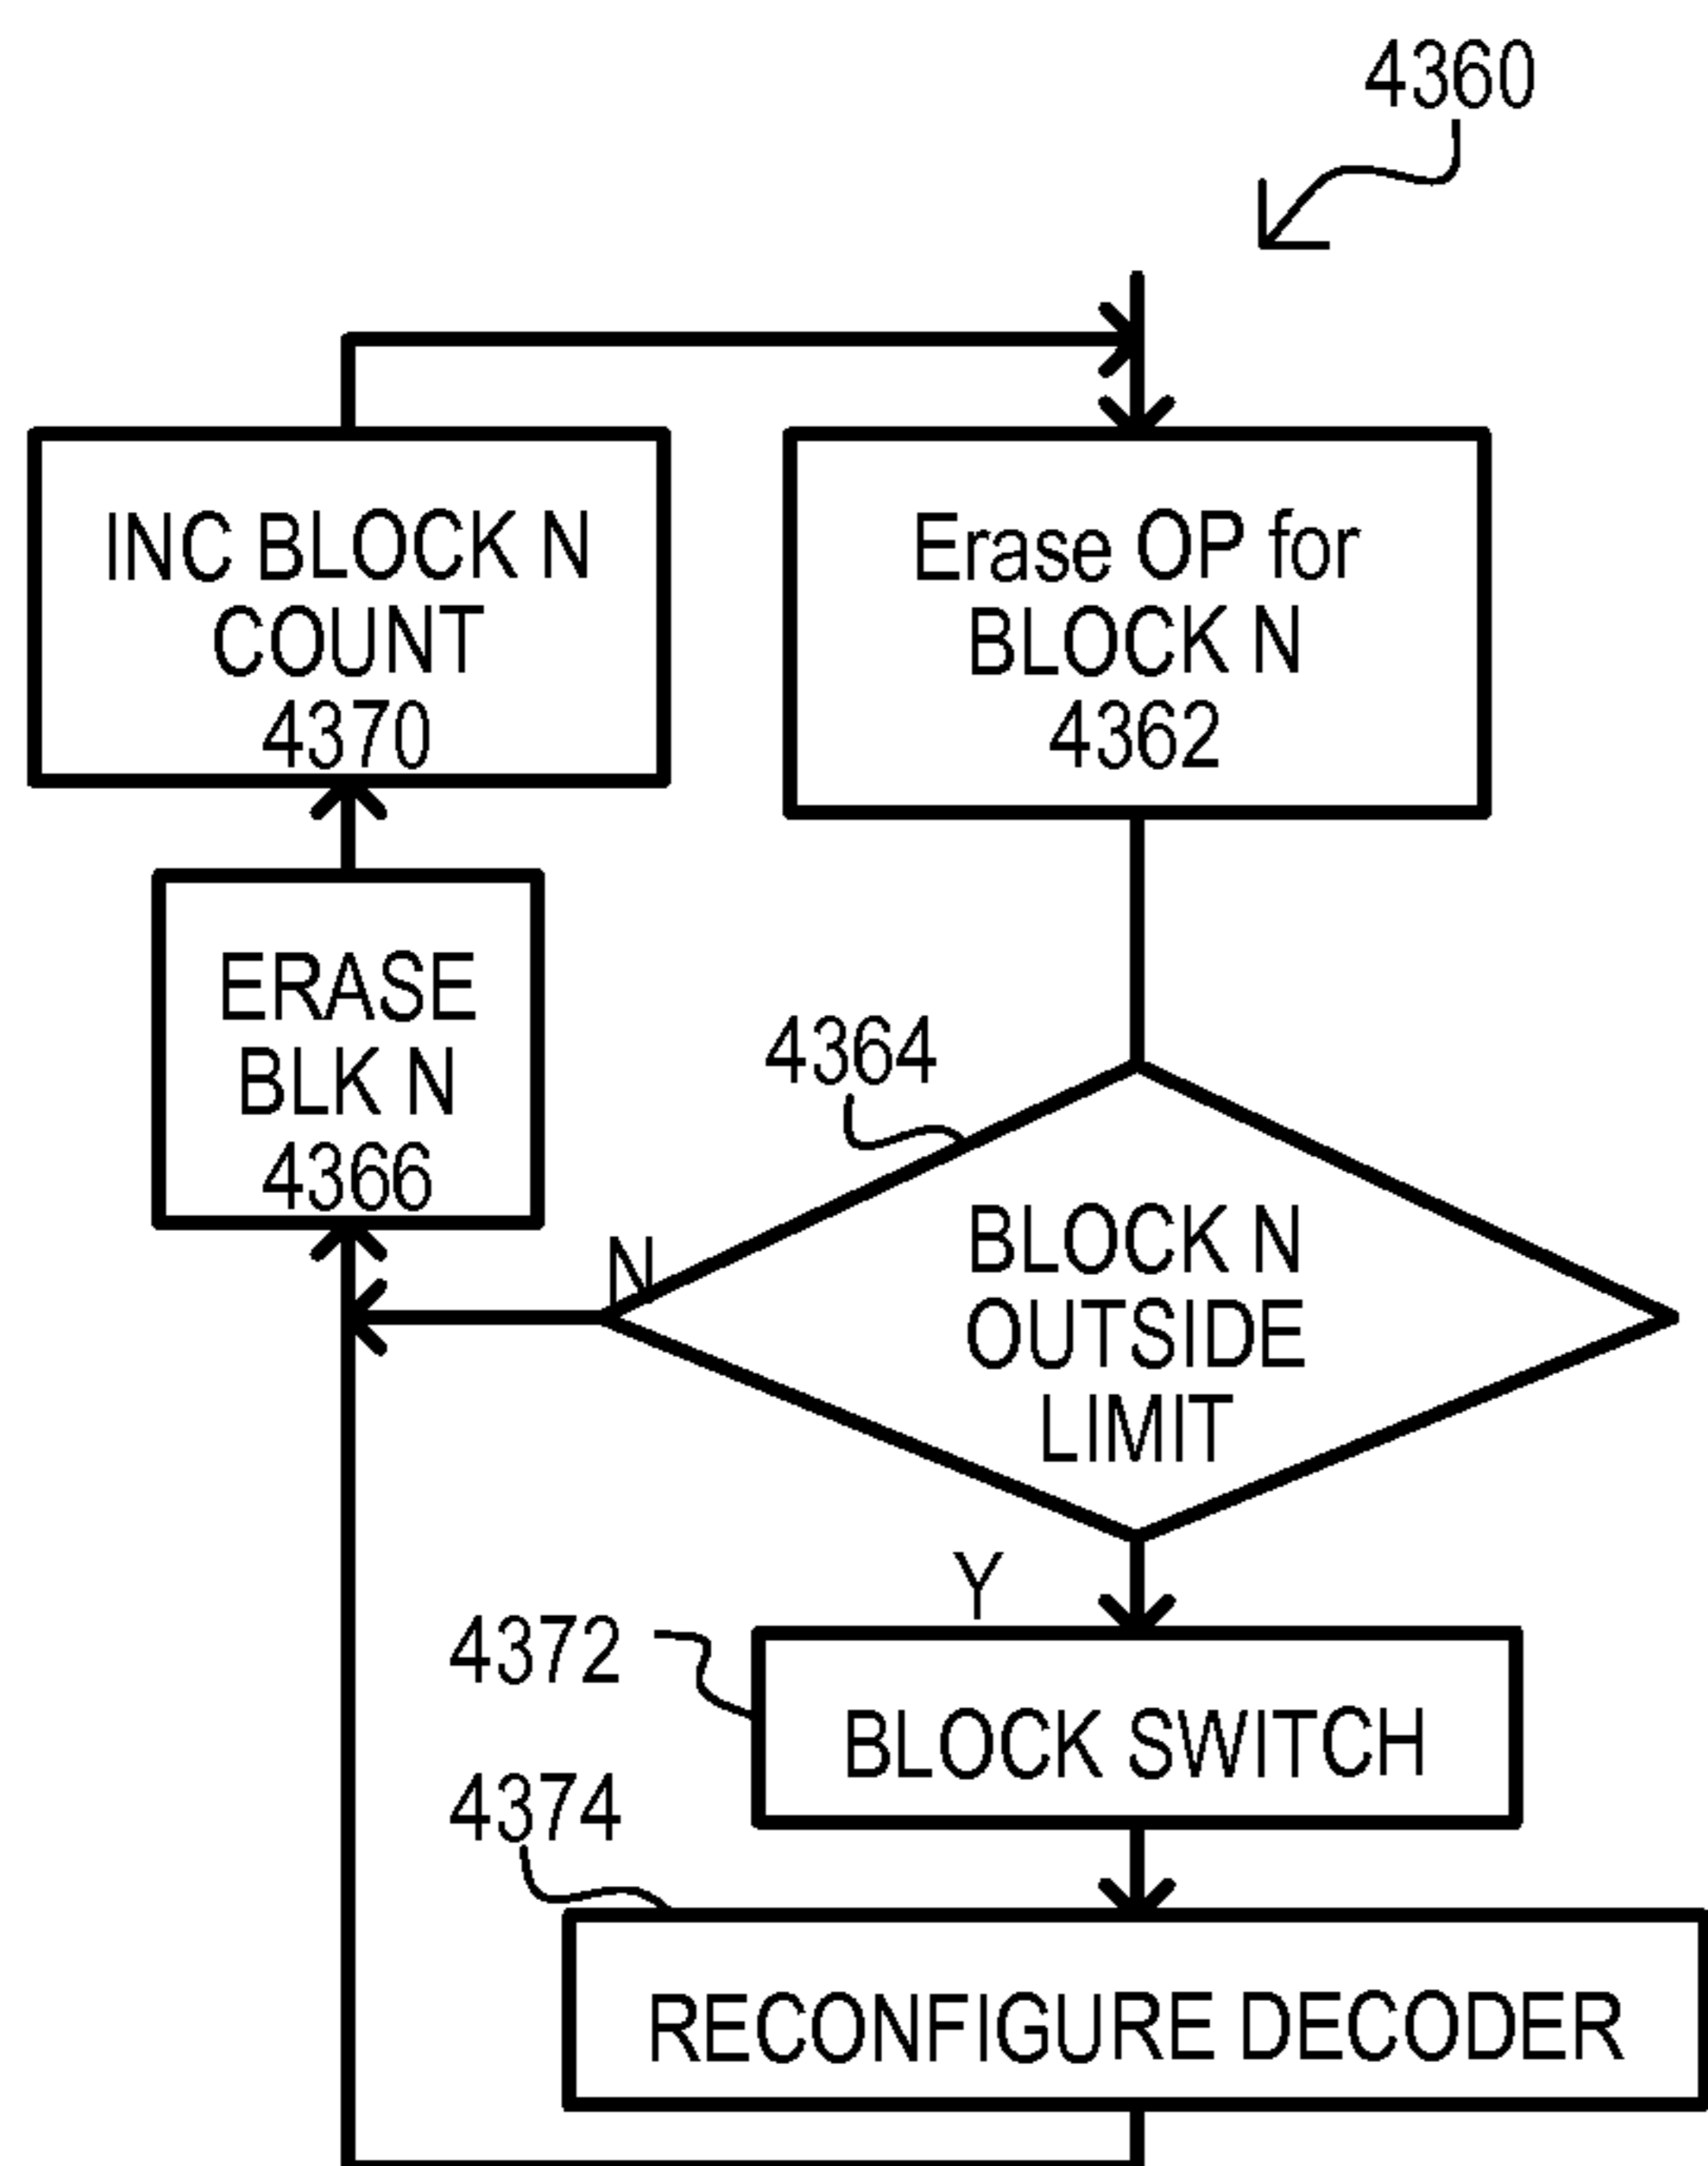 4360
INC BLOCK N
COUNT
4370
Erase OP for
BLOCK N
4362
ERASE
BLK N
4366
4364
N
BLOCK N
OUTSIDE
LIMIT
Y
4372
BLOCK SWITCH
4374
RECONFIGURE DECODER